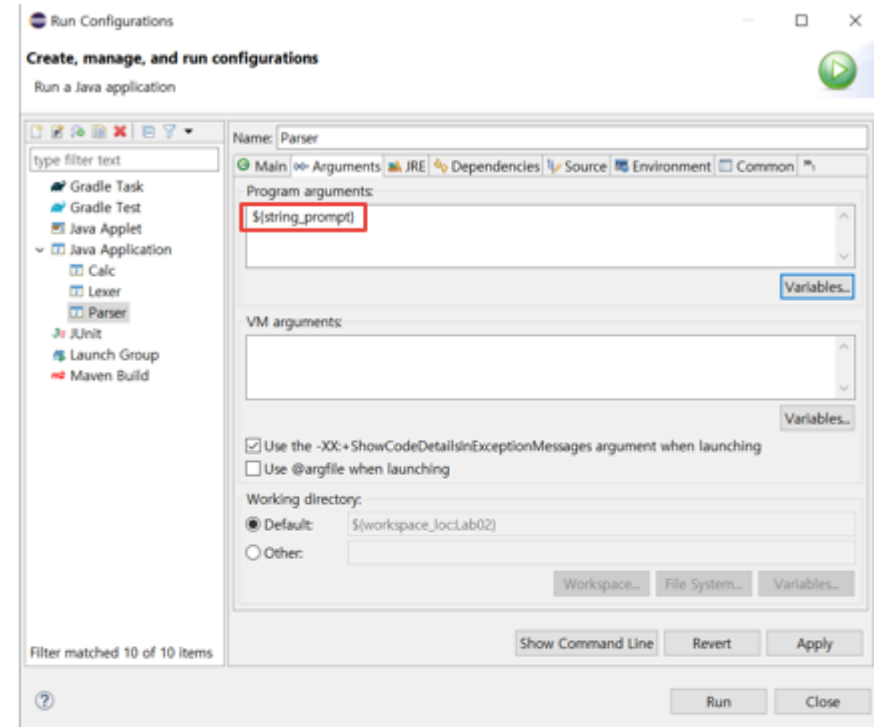 Run Configurations
Create, manage, and run configurations
Run a Java application
type filter text
Gradle Task
Gradle Test
Java Applet
Java Application
Calc
Lexer
Parser
JUnit
Launch Group
Maven Build
Filter matched 10 of 10 items
Name: Parser
Main Arguments JRE Dependencies Source Environment Common
Program arguments:
${string_prompt}
Variables...
VM arguments:
Variables...
Use the -XX:+ShowCodeDetailsInExceptionMessages argument when launching
Use @argfile when launching
Working directory:
Default: ${workspace_loc:Lab02}
Other:
Workspace... File System... Variables...
Show Command Line Revert Apply
Run Close